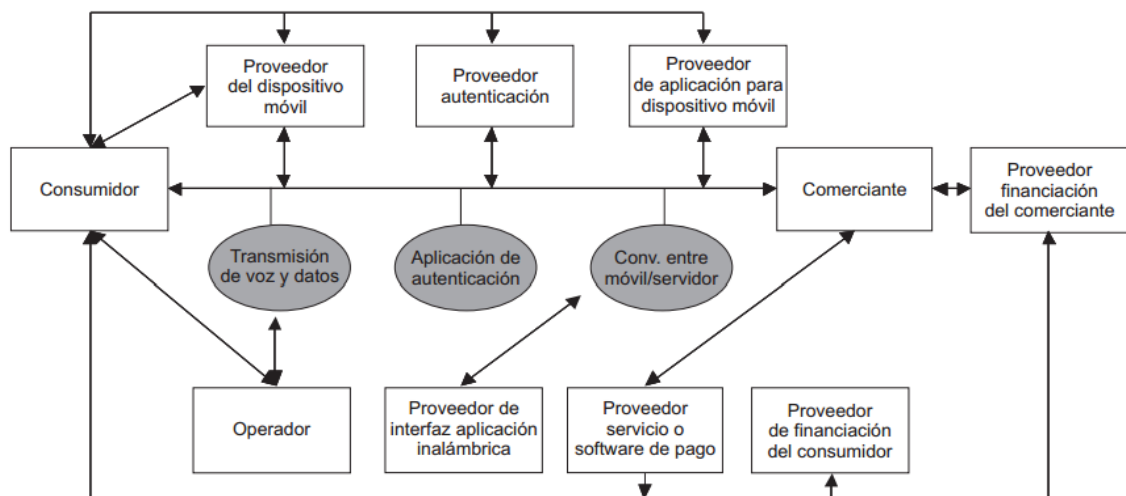 Proveedor
del dispositivo
móvil
Proveedor
autenticación
Proveedor
de aplicación para
dispositivo móvil
Consumidor
Comerciante
Proveedor
financiación
del comerciante
Transmisión
de voz y datos
Aplicación de
autenticación
Conv. entre
móvil/servidor
Operador
Proveedor de
interfaz aplicación
inalámbrica
Proveedor
servicio o
software de pago
Proveedor
de financiación
del consumidor